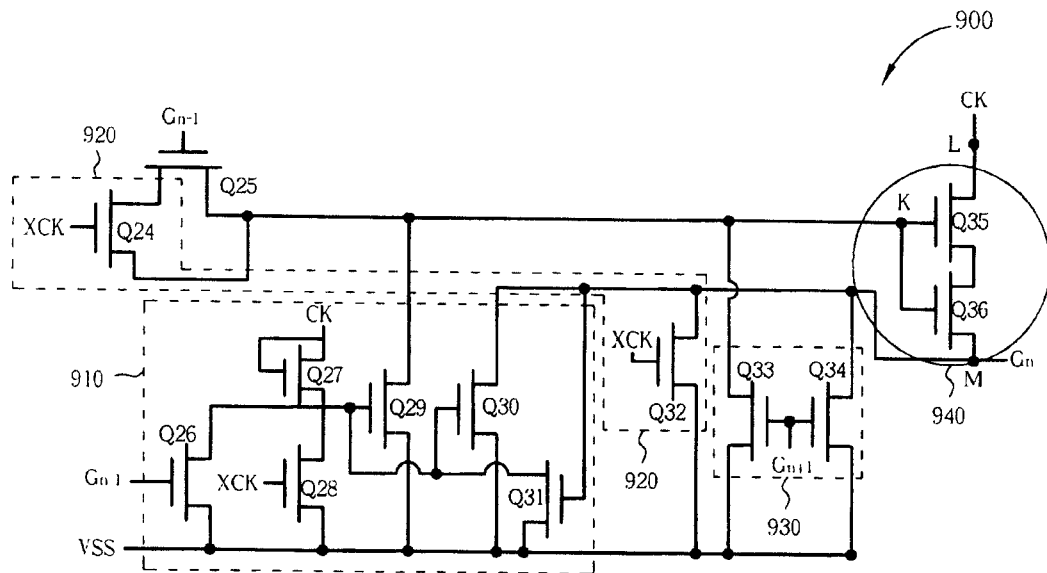 900
CK
L
Gn-1
920
Q25
K
Q35
XCK
Q24
Q36
CK
XCK
Gn
M
910
Q27
Q29
Q30
Q33
Q34
Q32
940
Q26
Gn-1
XCK
Q28
Q31
920
Gn+1
930
VSS